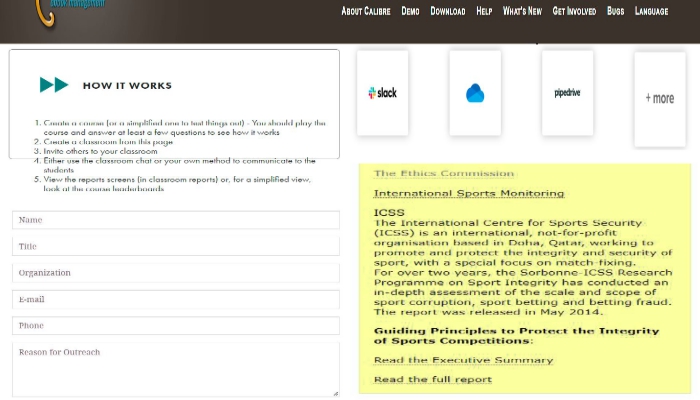 ebook management
About Calibre Demo Download Help What's New Get Involved Bugs Language
HOW IT WORKS
1. Create a course (or a simplified one to test things out) - You should play the
course and answer at least a few questions to see how it works
2. Create a classroom from this page
3. Invite others to your classroom
4. Either use the classroom chat or your own method to communicate to the
students
5. View the reports screens (in classroom reports) or, for a simplified view,
look at the course leaderboards
Name
Title
Organization
E-mail
Phone
Reason for Outreach
slack
pipedrive
+ more
The Ethics Commission
International Sports Monitoring
ICSS
The International Centre for Sports Security
(ICSS) is an international, not-for-profit
organisation based in Doha, Qatar, working to
promote and protect the integrity and security of
sport, with a special focus on match-fixing.
For over two years, the Sorbonne-ICSS Research
Programme on Sport Integrity has conducted an
in-depth assessment of the scale and scope of
sport corruption, sport betting and betting fraud.
The report was released in May 2014.
Guiding Principles to Protect the Integrity
of Sports Competitions:
Read the Executive Summary
Read the full report